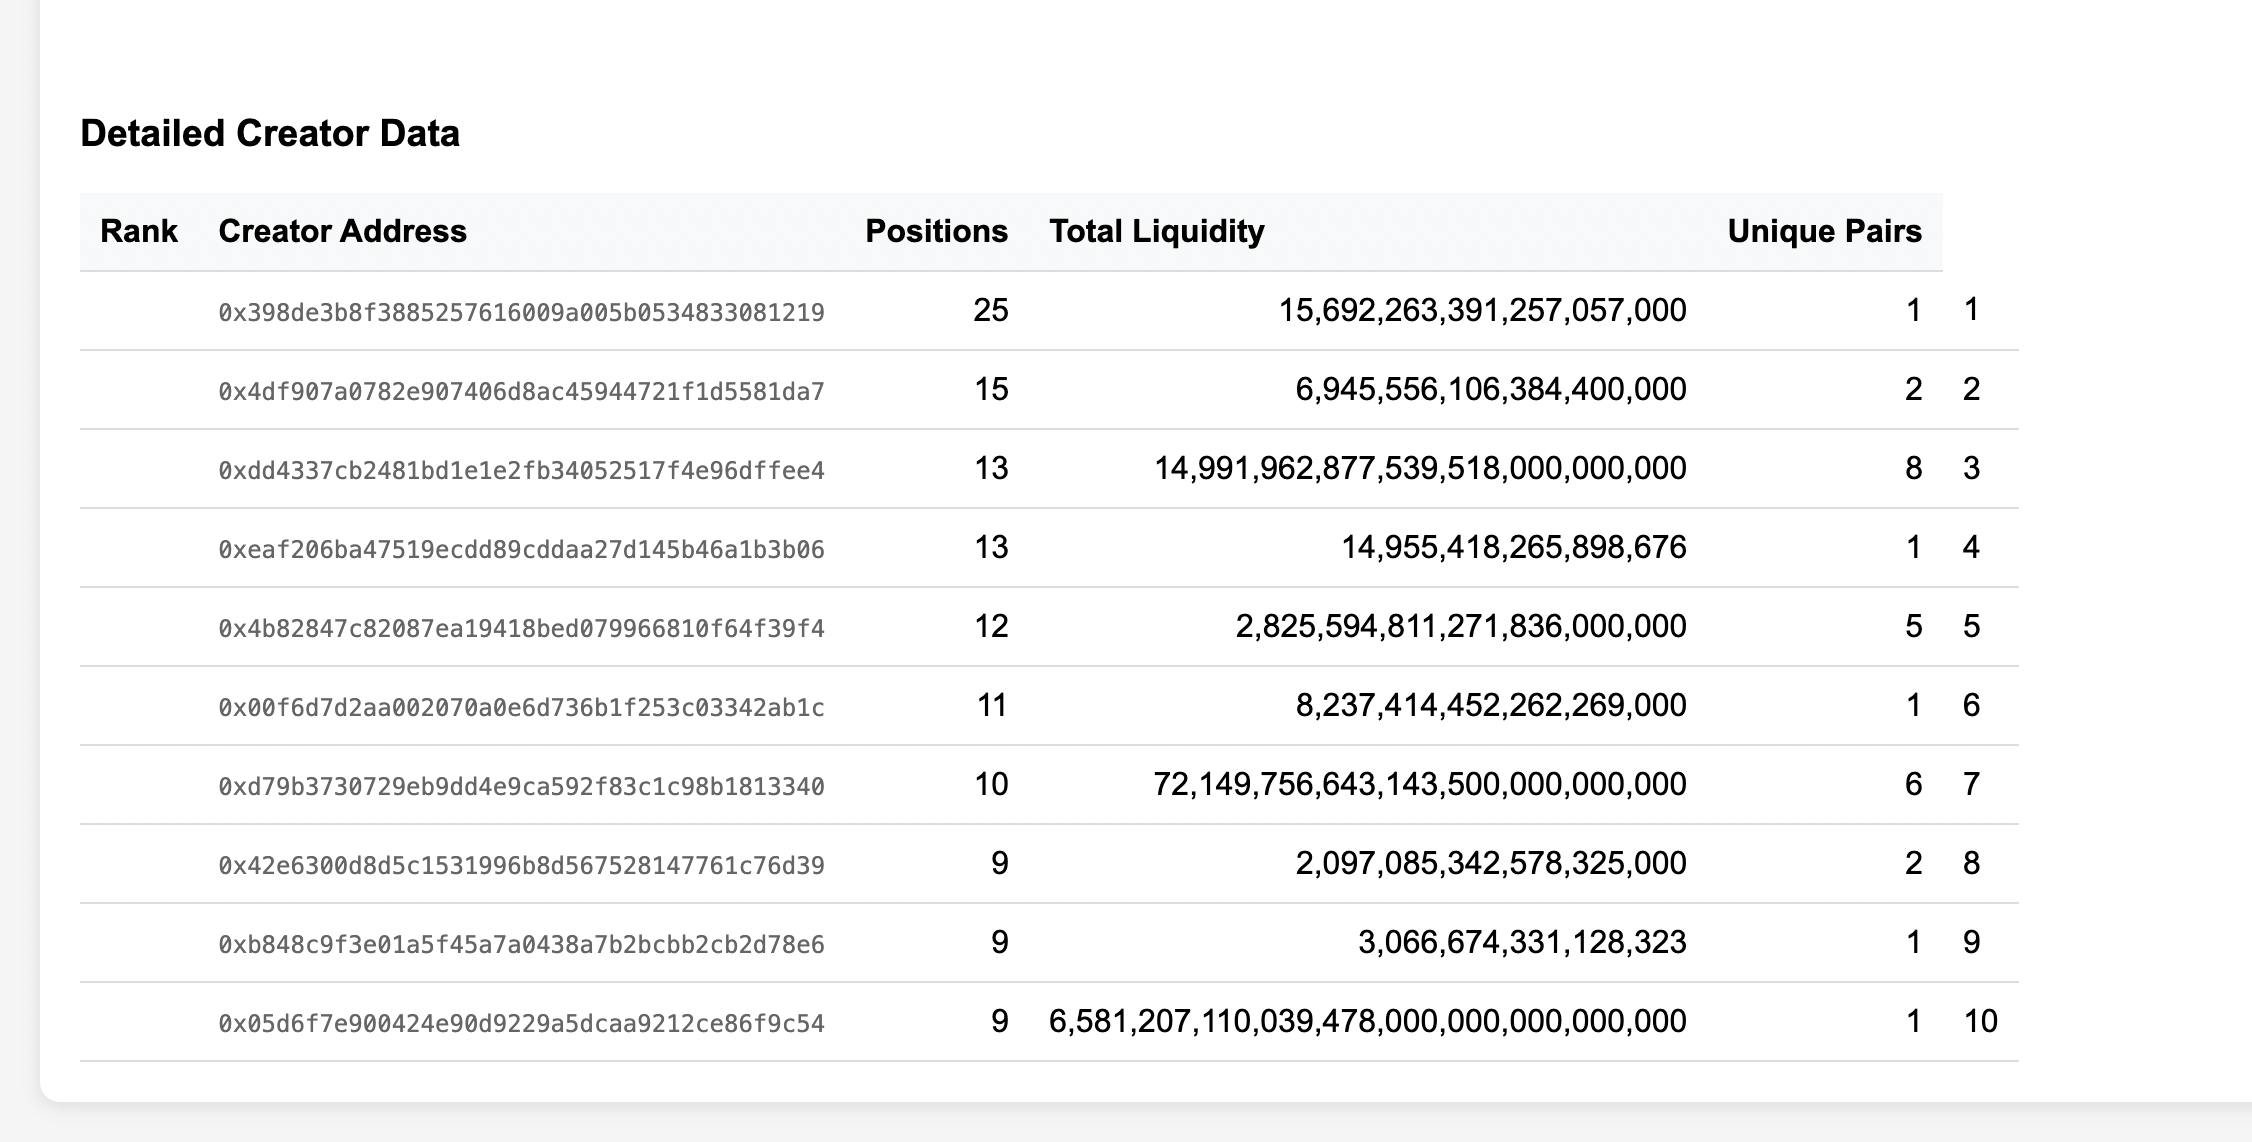 Detailed Creator Data
Rank Creator Address Positions Total Liquidity Unique Pairs
0x398de3b8f3885257616009a005b0534833081219 25 15,692,263,391,257,057,000 1 1
0x4df907a0782e907406d8ac45944721f1d5581da7 15 6,945,556,106,384,400,000 2 2
0xdd4337cb2481bd1e1e2fb34052517f4e96dffee4 13 14,991,962,877,539,518,000,000,000 8 3
0xeaf206ba47519ecdd89cddaa27d145b46a1b3b06 13 14,955,418,265,898,676 1 4
0x4b82847c82087ea19418bed079966810f64f39f4 12 2,825,594,811,271,836,000,000 5 5
0x00f6d7d2aa002070a0e6d736b1f253c03342ab1c 11 8,237,414,452,262,269,000 1 6
0xd79b3730729eb9dd4e9ca592f83c1c98b1813340 10 72,149,756,643,143,500,000,000,000 6 7
0x42e6300d8d5c1531996b8d567528147761c76d39 9 2,097,085,342,578,325,000 2 8
0xb848c9f3e01a5f45a7a0438a7b2bcbb2cb2d78e6 9 3,066,674,331,128,323 1 9
0x05d6f7e900424e90d9229a5dcaa9212ce86f9c54 9 6,581,207,110,039,478,000,000,000,000,000 1 10